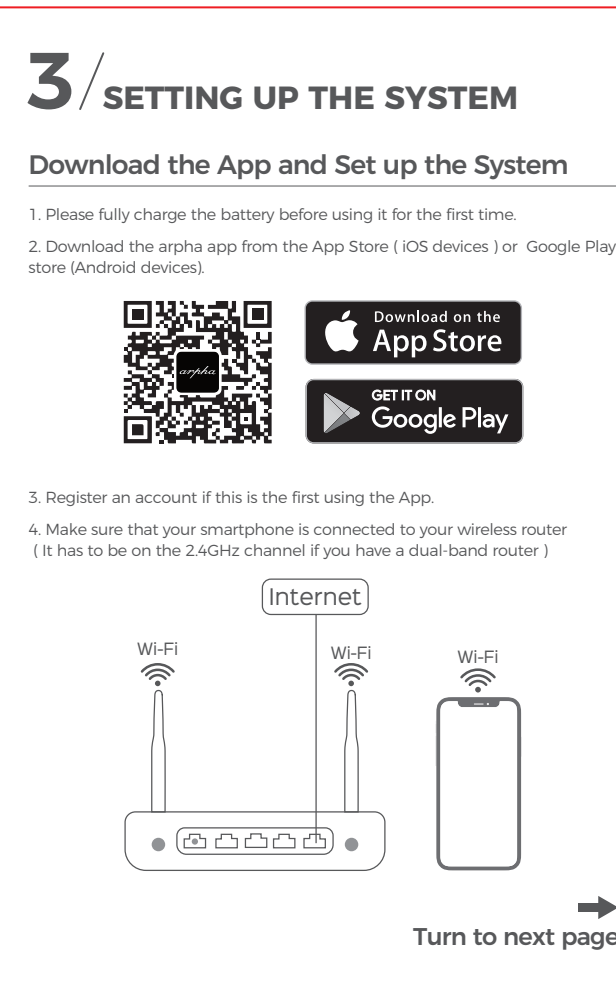 3/SETTING UP THE SYSTEM
Download the App and Set up the System
1. Please fully charge the battery before using it for the first time.
2. Download the arpha app from the App Store ( iOS devices ) or Google Play
store (Android devices).
arpha
Download on the
App Store
GET IT ON
Google Play
3. Register an account if this is the first using the App.
4. Make sure that your smartphone is connected to your wireless router
( It has to be on the 2.4GHz channel if you have a dual-band router )
Internet
Wi-Fi
Wi-Fi
Wi-Fi
Turn to next page